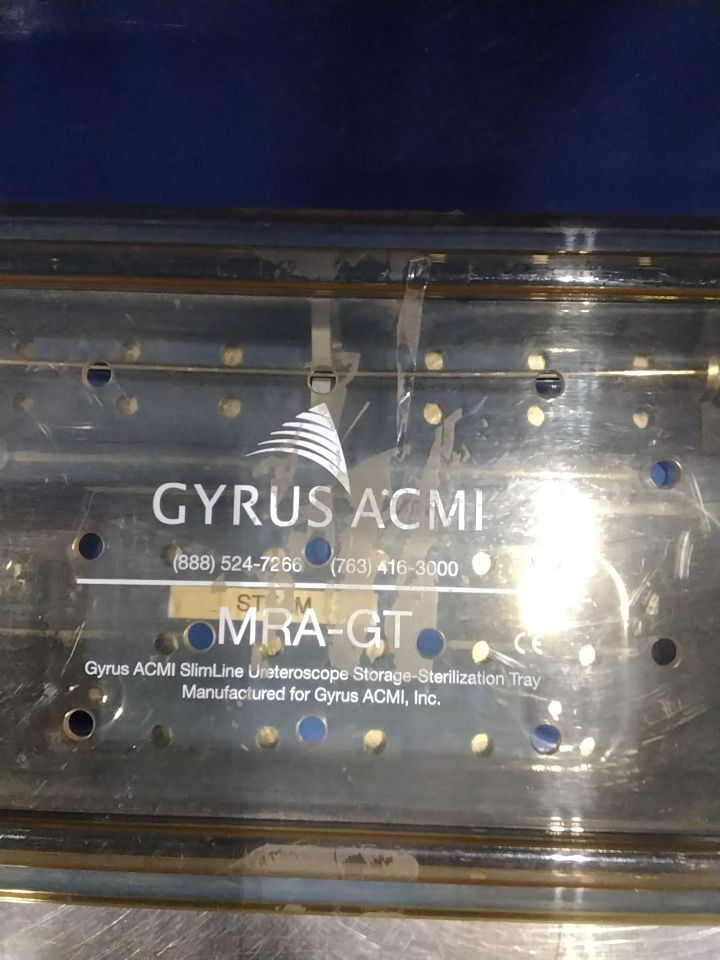 GYRUS ACMI
(888) 524-7266 (763) 416-3000
MRA-GT
CE
Gyrus ACMI SlimLine Ureteroscope Storage-Sterilization Tray
Manufactured for Gyrus ACMI, Inc.